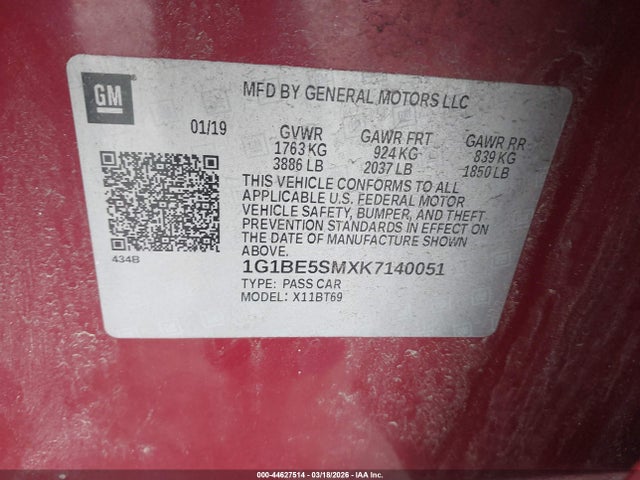 GM
MFD BY GENERAL MOTORS LLC
01/19
GVWR GAWR FRT GAWR RR
1763 KG 924 KG 839 KG
3886 LB 2037 LB 1850 LB
THIS VEHICLE CONFORMS TO ALL
APPLICABLE U.S. FEDERAL MOTOR
VEHICLE SAFETY, BUMPER, AND THEFT
PREVENTION STANDARDS IN EFFECT ON
THE DATE OF MANUFACTURE SHOWN
ABOVE.
434B
1G1BE5SMXK7140051
TYPE: PASS CAR
MODEL: X11BT69
000-44627514 | 03/18/2026 | IAA Inc.